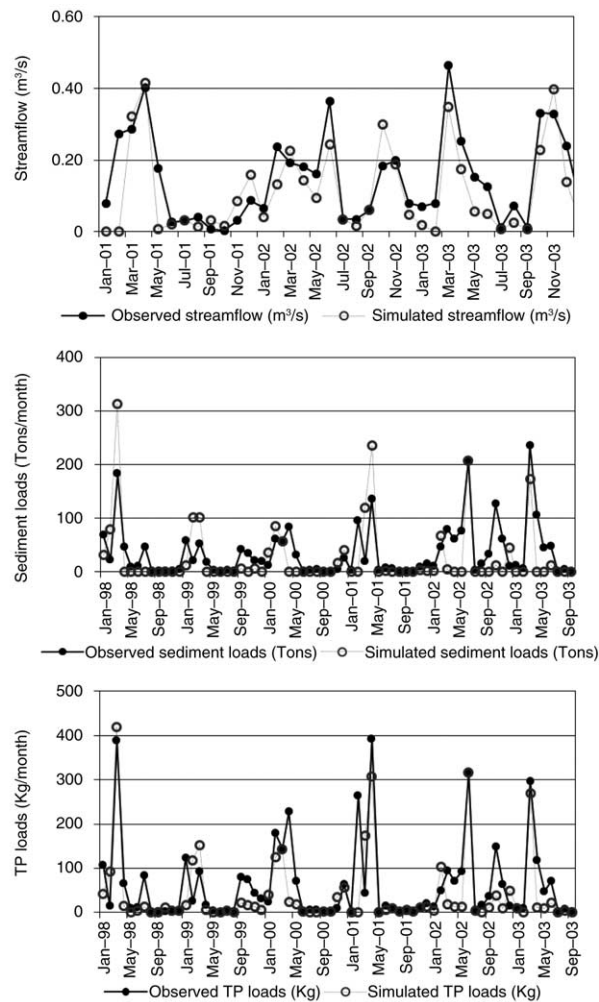 Streamflow (m³/s)
0.60
0.40
0.20
0
Jan–01
Mar–01
May–01
Jul–01
Sep–01
Nov–01
Jan–02
Mar–02
May–02
Jul–02
Sep–02
Nov–02
Jan–03
Mar–03
May–03
Jul–03
Sep–03
Nov–03
Observed streamflow (m³/s) Simulated streamflow (m³/s)
Sediment loads (Tons/month)
400
300
200
100
0
Jan–98
May–98
Sep–98
Jan–99
May–99
Sep–99
Jan–00
May–00
Sep–00
Jan–01
May–01
Sep–01
Jan–02
May–02
Sep–02
Jan–03
May–03
Sep–03
Observed sediment loads (Tons) Simulated sediment loads (Tons)
TP loads (Kg/month)
500
400
300
200
100
0
Jan–98
May–98
Sep–98
Jan–99
May–99
Sep–99
Jan–00
May–00
Sep–00
Jan–01
May–01
Sep–01
Jan–02
May–02
Sep–02
Jan–03
May–03
Sep–03
Observed TP loads (Kg) Simulated TP loads (Kg)